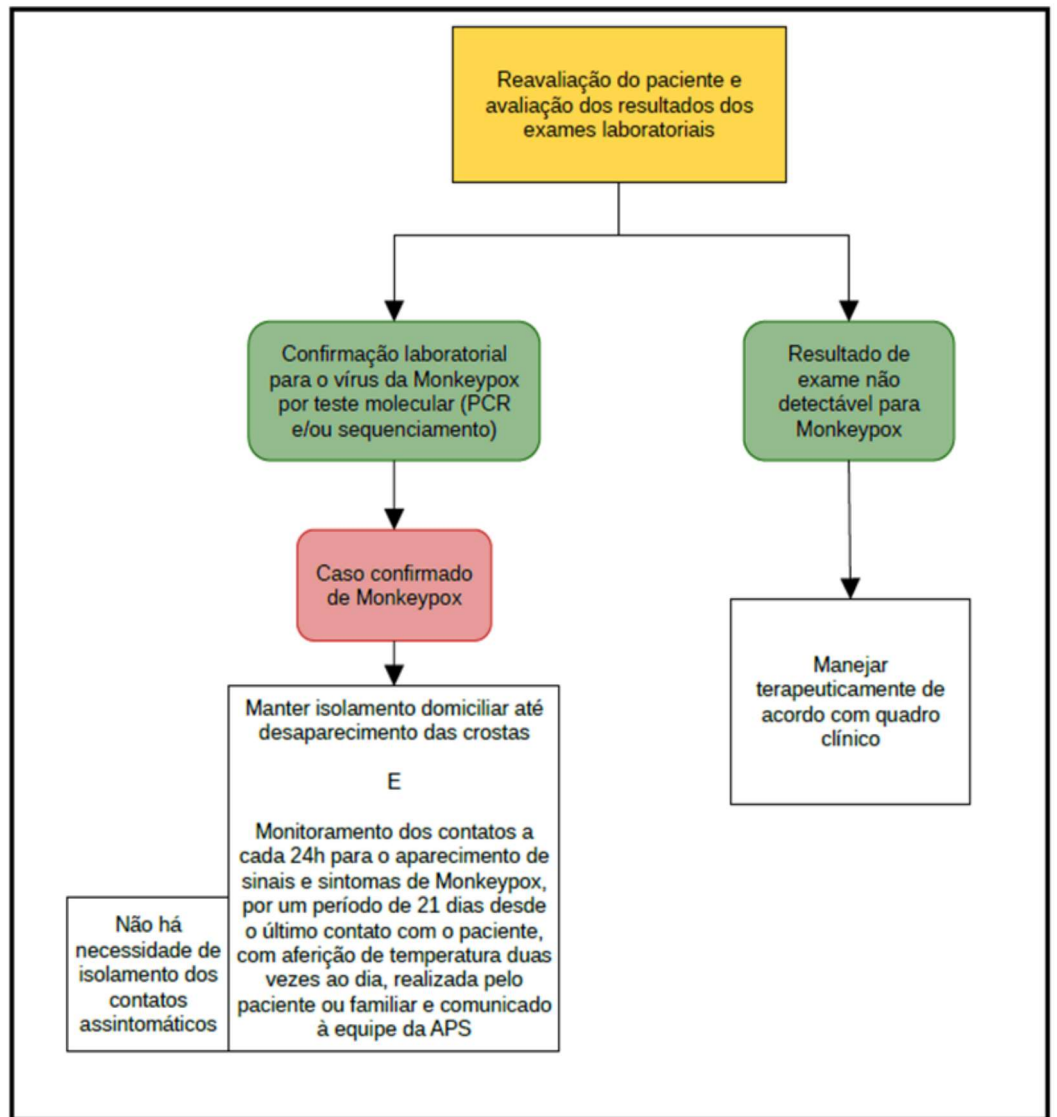 Reavaliação do paciente e
avaliação dos resultados dos
exames laboratoriais
Confirmação laboratorial
para o vírus da Monkeypox
por teste molecular (PCR
e/ou sequenciamento)
Resultado de
exame não
detectável para
Monkeypox
Caso confirmado
de Monkeypox
Manejar
terapeuticamente de
acordo com quadro
clínico
Manter isolamento domiciliar até
desaparecimento das crostas
E
Monitoramento dos contatos a
cada 24h para o aparecimento de
sinais e sintomas de Monkeypox,
por um período de 21 dias desde
o último contato com o paciente,
com aferição de temperatura duas
vezes ao dia, realizada pelo
paciente ou familiar e comunicado
à equipe da APS
Não há
necessidade de
isolamento dos
contatos
assintomáticos